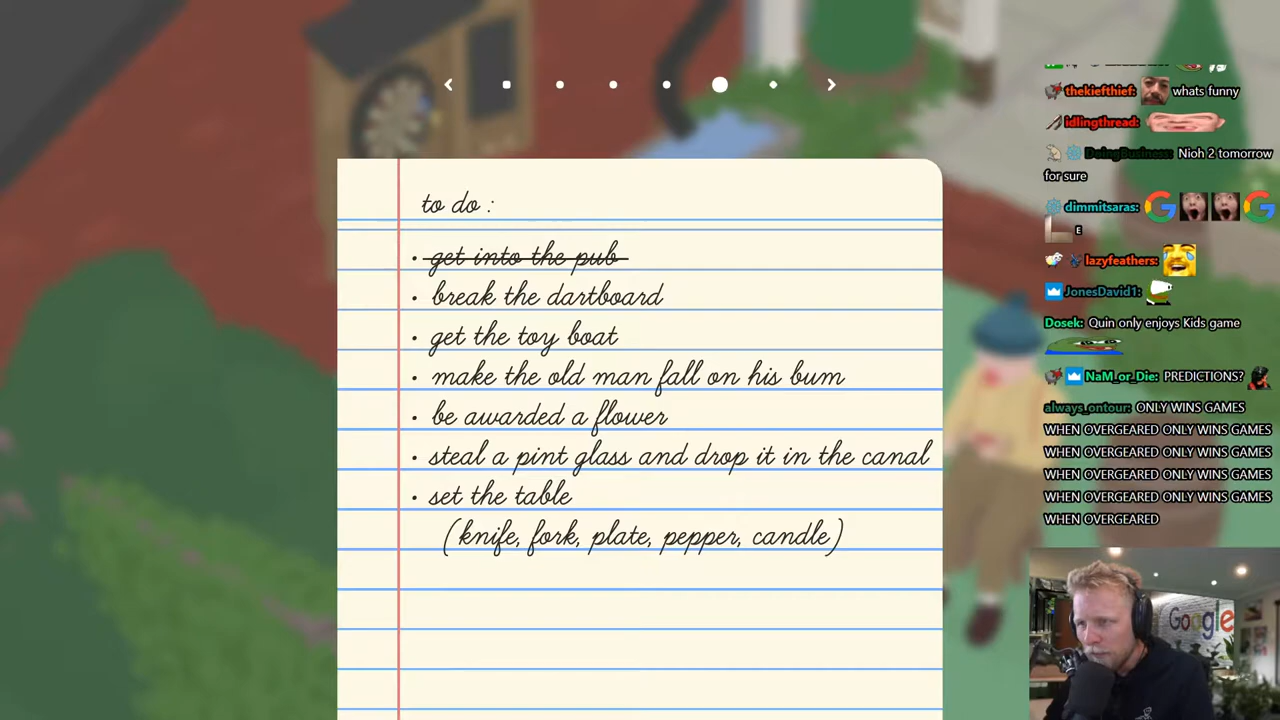 to do :
· get into the pub
· break the dartboard
· get the toy boat
· make the old man fall on his bum
· be awarded a flower
· steal a pint glass and drop it in the canal
· set the table
(knife, fork, plate, pepper, candle)
thekiefthief: whats funny
idlingthread:
DoingBusiness: Nioh 2 tomorrow
for sure
dimmitsaras:
E
lazyfeathers:
JonesDavid1:
Dosek: Quin only enjoys Kids game
NaM_or_Die: PREDICTIONS?
always_ontour: ONLY WINS GAMES
WHEN OVERGEARED ONLY WINS GAMES
WHEN OVERGEARED ONLY WINS GAMES
WHEN OVERGEARED ONLY WINS GAMES
WHEN OVERGEARED ONLY WINS GAMES
WHEN OVERGEARED
Google